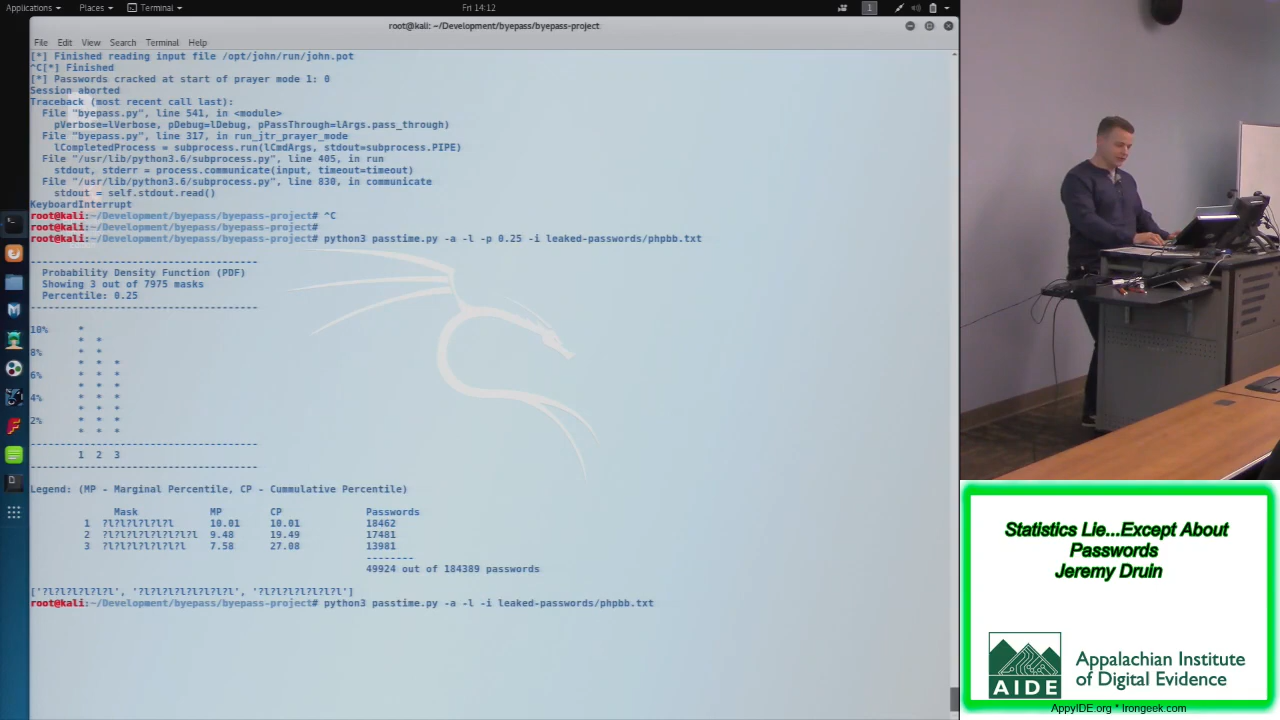 Applications Places Terminal Fri 14:12 1
root@kali: ~/Development/byepass/byepass-project
File Edit View Search Terminal Help
[*] Finished reading input file /opt/john/run/john.pot
^C[*] Finished
[*] Passwords cracked at start of prayer mode 1: 0
Session aborted
Traceback (most recent call last):
File "byepass.py", line 541, in <module>
pVerbose=lVerbose, pDebug=lDebug, pPassThrough=lArgs.pass_through)
File "byepass.py", line 317, in run_jtr_prayer_mode
lCompletedProcess = subprocess.run(lCmdArgs, stdout=subprocess.PIPE)
File "/usr/lib/python3.6/subprocess.py", line 405, in run
stdout, stderr = process.communicate(input, timeout=timeout)
File "/usr/lib/python3.6/subprocess.py", line 830, in communicate
stdout = self.stdout.read()
KeyboardInterrupt
root@kali:~/Development/byepass/byepass-project# ^C
root@kali:~/Development/byepass/byepass-project#
root@kali:~/Development/byepass/byepass-project# python3 passtime.py -a -l -p 0.25 -i leaked-passwords/phpbb.txt
Probability Density Function (PDF)
Showing 3 out of 7975 masks
Percentile: 0.25
10% *
* *
8% * *
* * *
6% * * *
* * *
4% * * *
* * *
2% * * *
* * *
1 2 3
Legend: (MP - Marginal Percentile, CP - Cummulative Percentile)
Mask MP CP Passwords
1 ?l?l?l?l?l?l 10.01 10.01 18462
2 ?l?l?l?l?l?l?l?l 9.48 19.49 17481
3 ?l?l?l?l?l?l?l 7.58 27.08 13981
--------
49924 out of 184389 passwords
['?l?l?l?l?l?l', '?l?l?l?l?l?l?l?l', '?l?l?l?l?l?l?l']
root@kali:~/Development/byepass/byepass-project# python3 passtime.py -a -l -i leaked-passwords/phpbb.txt
Statistics Lie...Except About
Passwords
Jeremy Druin
AIDE
Appalachian Institute
of Digital Evidence
AppyIDE.org * Irongeek.com